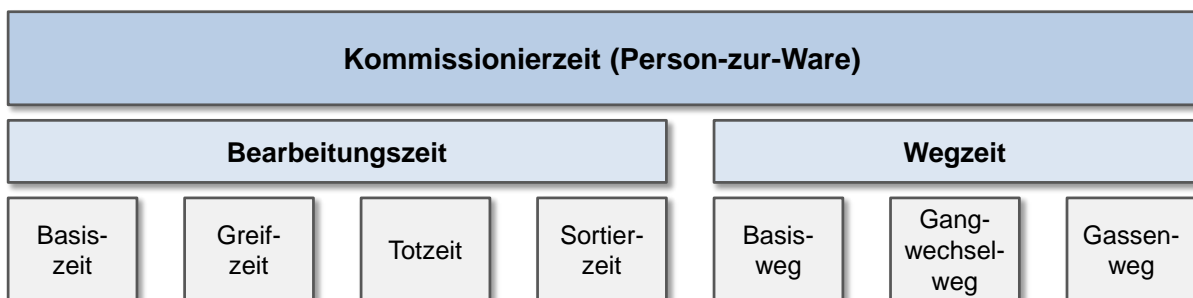 Kommissionierzeit (Person-zur-Ware)
Bearbeitungszeit
Wegzeit
Basis-
zeit
Greif-
zeit
Totzeit
Sortier-
zeit
Basis-
weg
Gang-
wechsel-
weg
Gassen-
weg